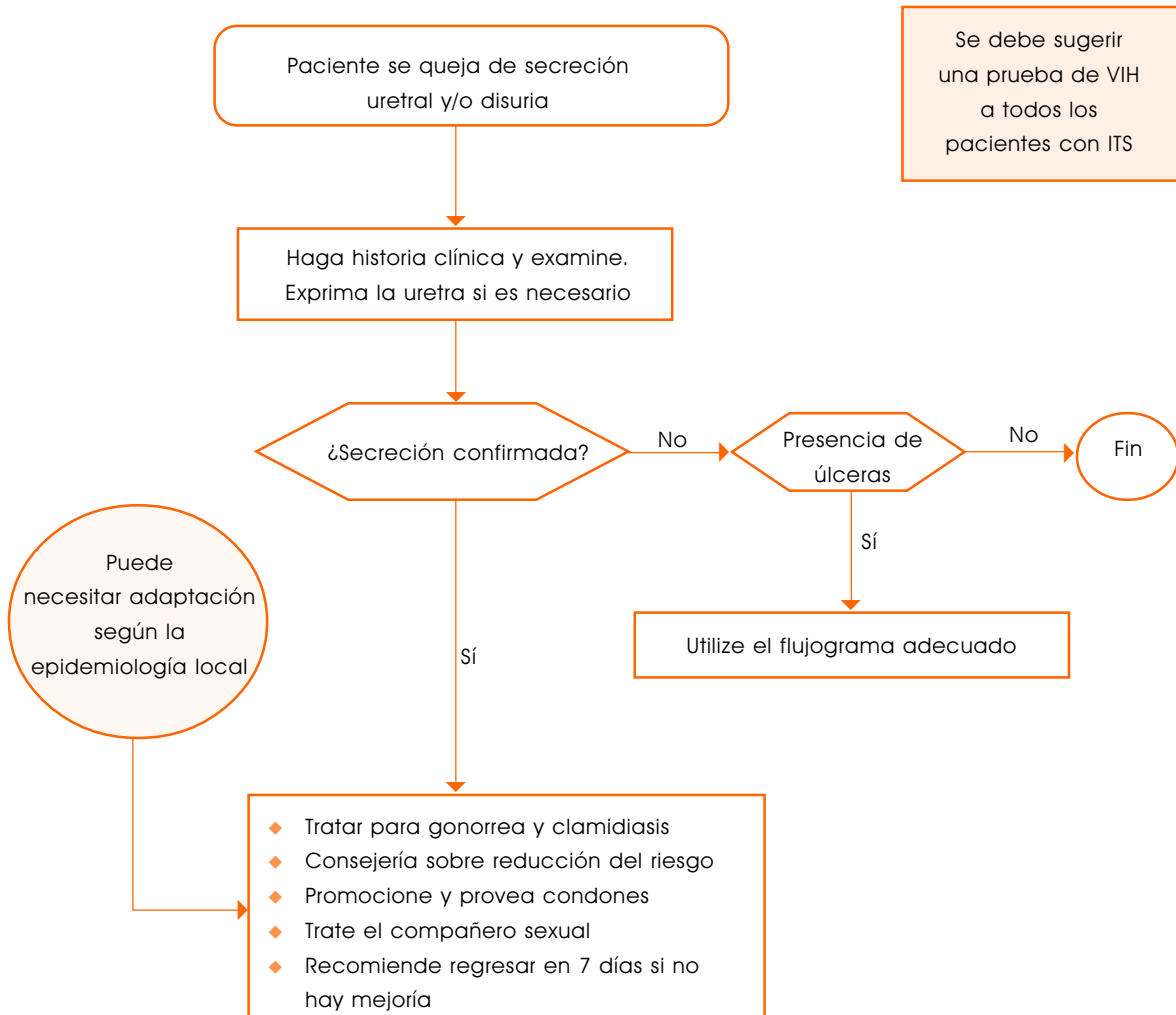 Paciente se queja de secreción
uretral y/o disuria
Se debe sugerir
una prueba de VIH
a todos los
pacientes con ITS
Haga historia clínica y examine.
Exprima la uretra si es necesario
¿Secreción confirmada?
No
Presencia de
úlceras
No
Fin
Sí
Utilize el flujograma adecuado
Puede
necesitar adaptación
según la
epidemiología local
Sí
◆ Tratar para gonorrea y clamidiasis
◆ Consejería sobre reducción del riesgo
◆ Promocione y provea condones
◆ Trate el compañero sexual
◆ Recomiende regresar en 7 días si no
hay mejoría